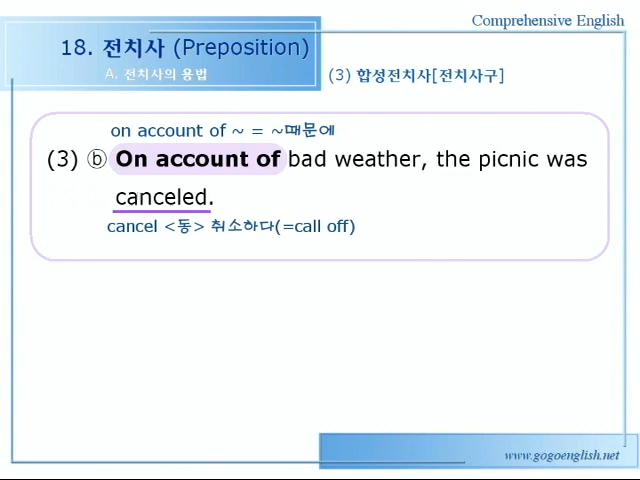 Comprehensive English
18. 전치사 (Preposition)
A. 전치사의 용법
(3) 합성전치사[전치사구]
on account of ~ = ~때문에
(3) ⓑ On account of bad weather, the picnic was
canceled.
cancel <동> 취소하다(=call off)
www.gogoenglish.net